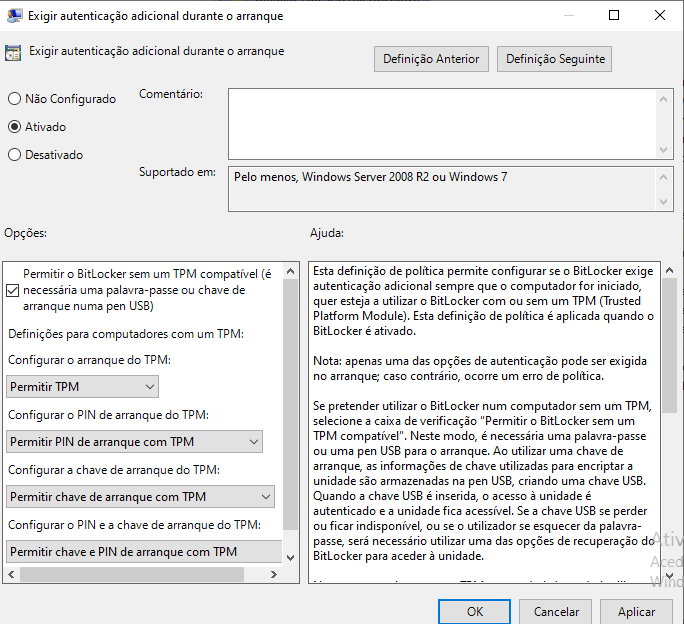 Exigir autenticação adicional durante o arranque
Exigir autenticação adicional durante o arranque
Definição Anterior
Definição Seguinte
Não Configurado
Ativado
Desativado
Comentário:
Suportado em:
Pelo menos, Windows Server 2008 R2 ou Windows 7
Opções:
Ajuda:
Permitir o BitLocker sem um TPM compatível (é
necessária uma palavra-passe ou chave de
arranque numa pen USB)
Definições para computadores com um TPM:
Configurar o arranque do TPM:
Permitir TPM
Configurar o PIN de arranque do TPM:
Permitir PIN de arranque com TPM
Configurar a chave de arranque do TPM:
Permitir chave de arranque com TPM
Configurar o PIN e a chave de arranque do TPM:
Permitir chave e PIN de arranque com TPM
Esta definição de política permite configurar se o BitLocker exige
autenticação adicional sempre que o computador for iniciado,
quer esteja a utilizar o BitLocker com ou sem um TPM (Trusted
Platform Module). Esta definição de política é aplicada quando o
BitLocker é ativado.
Nota: apenas uma das opções de autenticação pode ser exigida
no arranque; caso contrário, ocorre um erro de política.
Se pretender utilizar o BitLocker num computador sem um TPM,
selecione a caixa de verificação "Permitir o BitLocker sem um
TPM compatível". Neste modo, é necessária uma palavra-passe
ou uma pen USB para o arranque. Ao utilizar uma chave de
arranque, as informações de chave utilizadas para encriptar a
unidade são armazenadas na pen USB, criando uma chave USB.
Quando a chave USB é inserida, o acesso à unidade é
autenticado e a unidade fica acessível. Se a chave USB se perder
ou ficar indisponível, ou se o utilizador se esquecer da palavra-
passe, será necessário utilizar uma das opções de recuperação do
BitLocker para aceder à unidade.
Ativ
Aced
Wind
OK
Cancelar
Aplicar